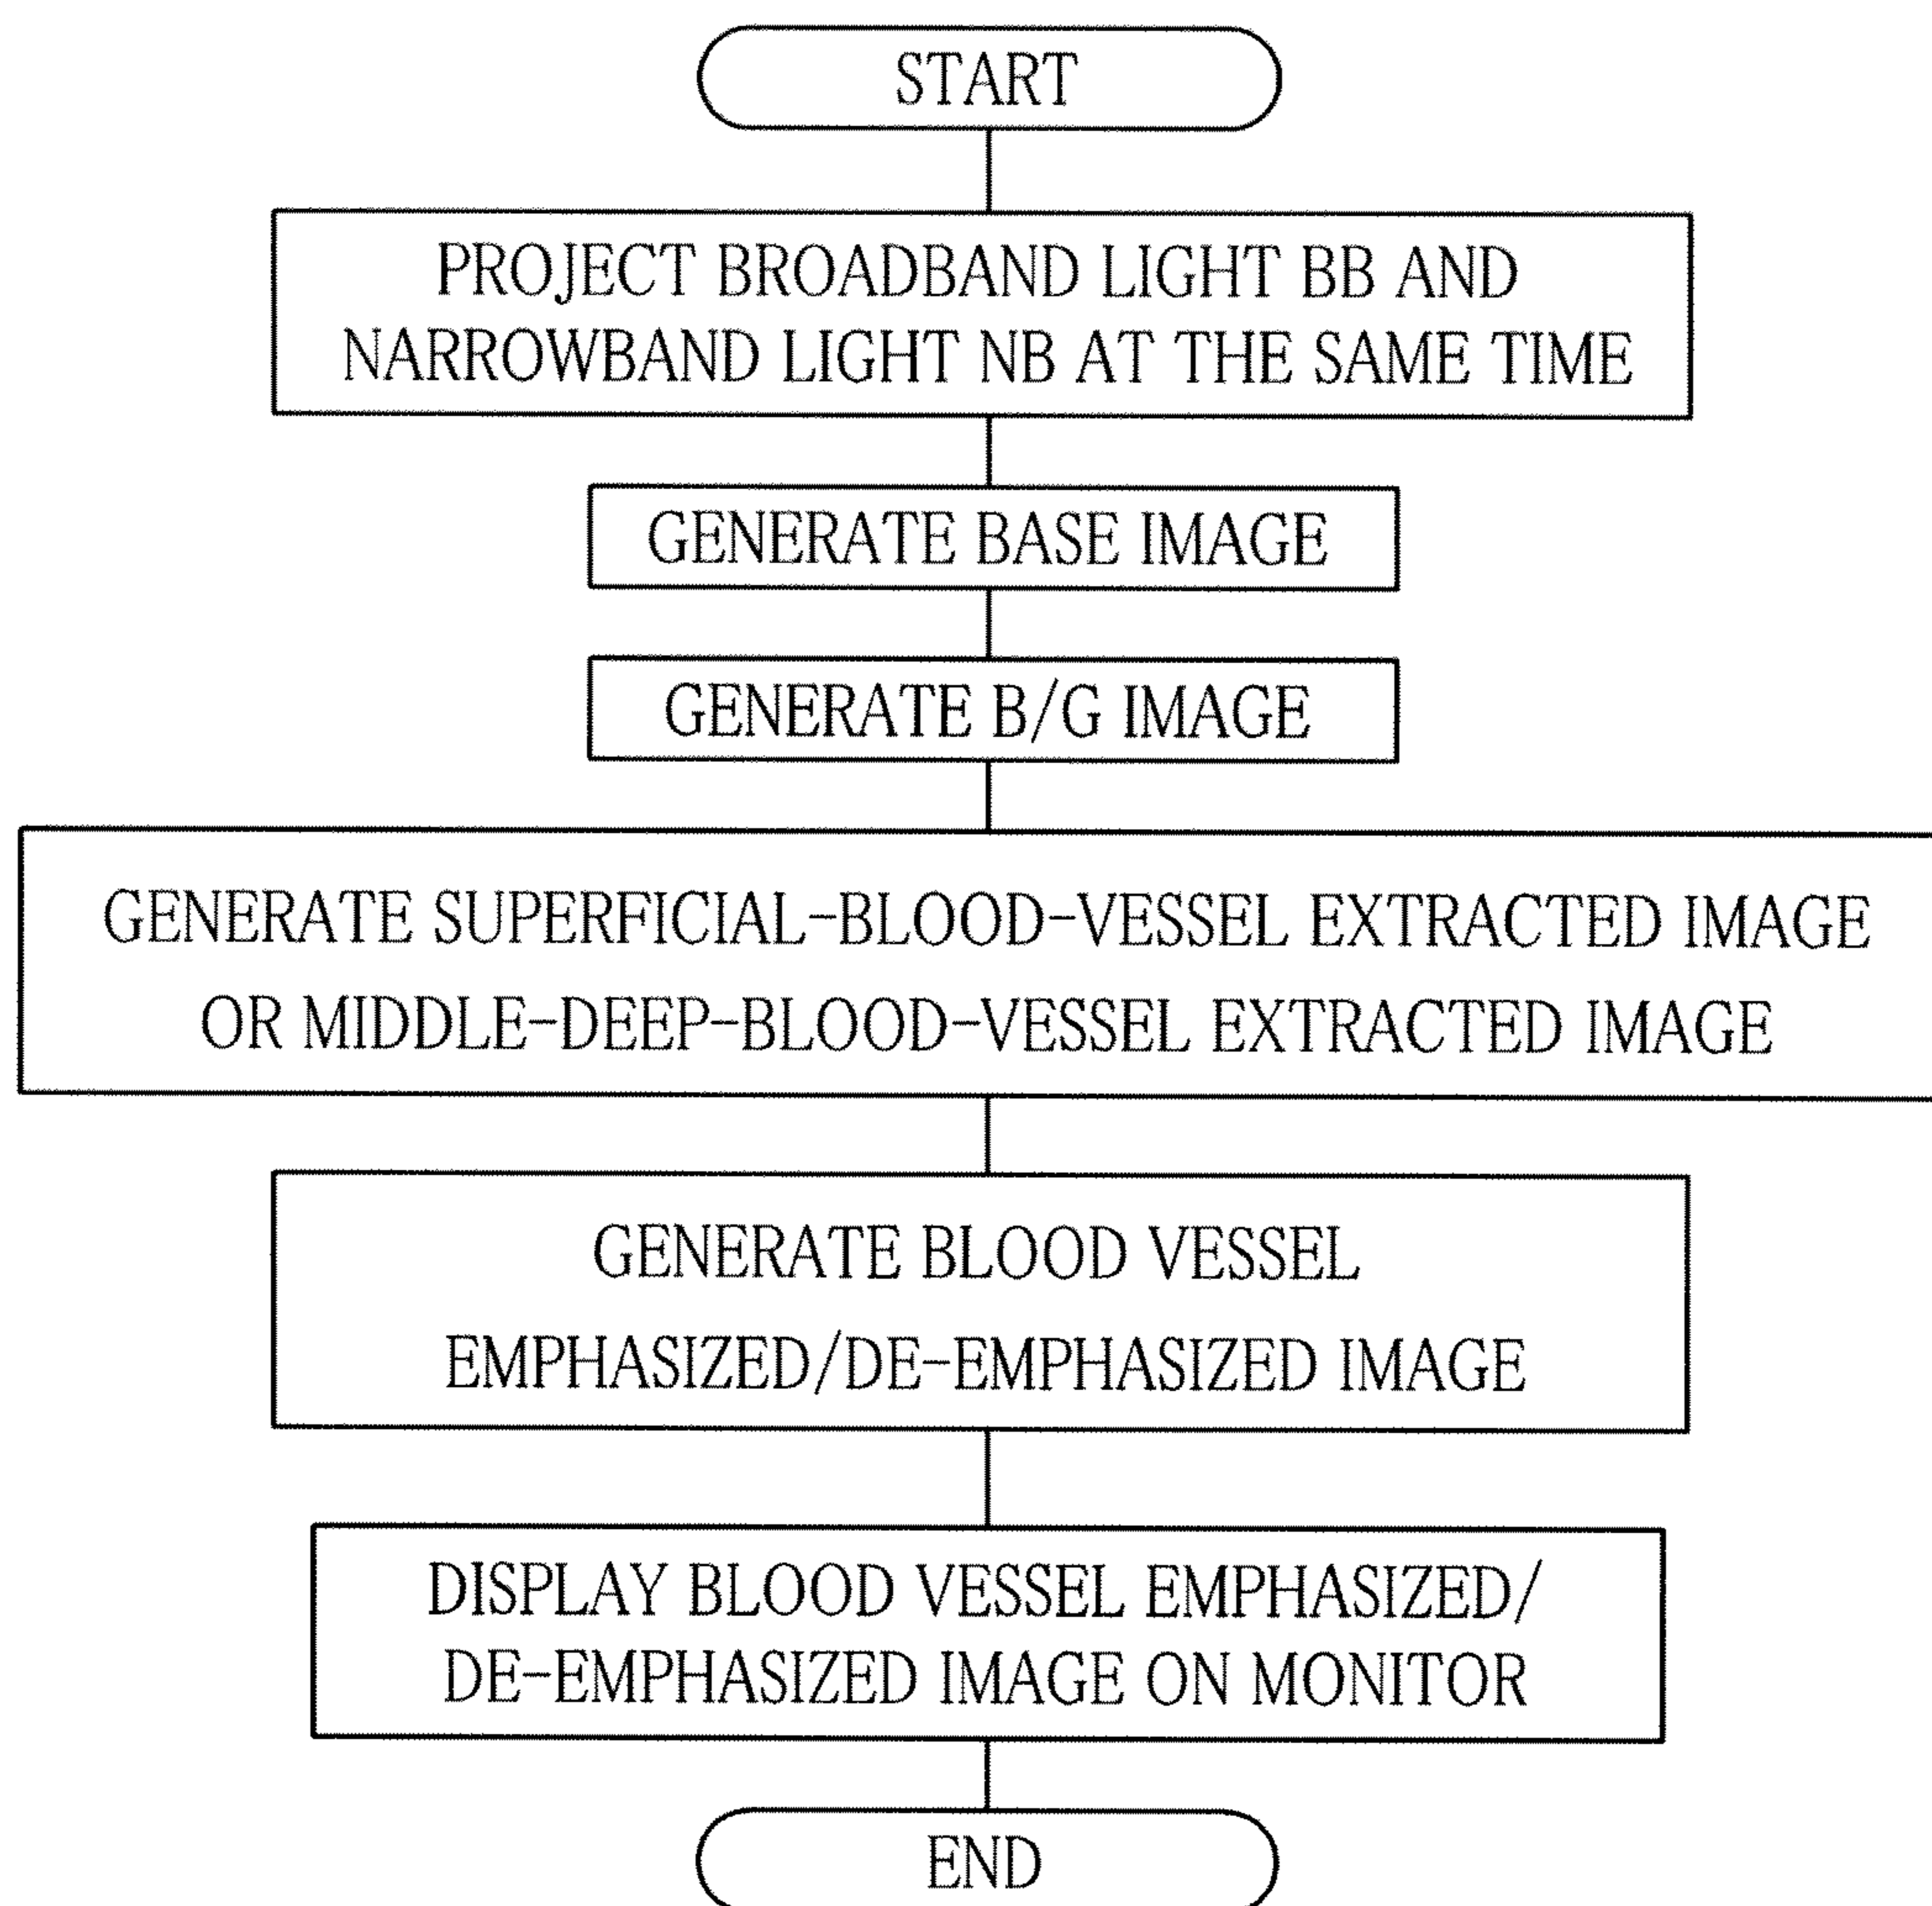 START
PROJECT BROADBAND LIGHT BB AND
NARROWBAND LIGHT NB AT THE SAME TIME
GENERATE BASE IMAGE
GENERATE B/G IMAGE
GENERATE SUPERFICIAL-BLOOD-VESSEL EXTRACTED IMAGE
OR MIDDLE-DEEP-BLOOD-VESSEL EXTRACTED IMAGE
GENERATE BLOOD VESSEL
EMPHASIZED/DE-EMPHASIZED IMAGE
DISPLAY BLOOD VESSEL EMPHASIZED/
DE-EMPHASIZED IMAGE ON MONITOR
END